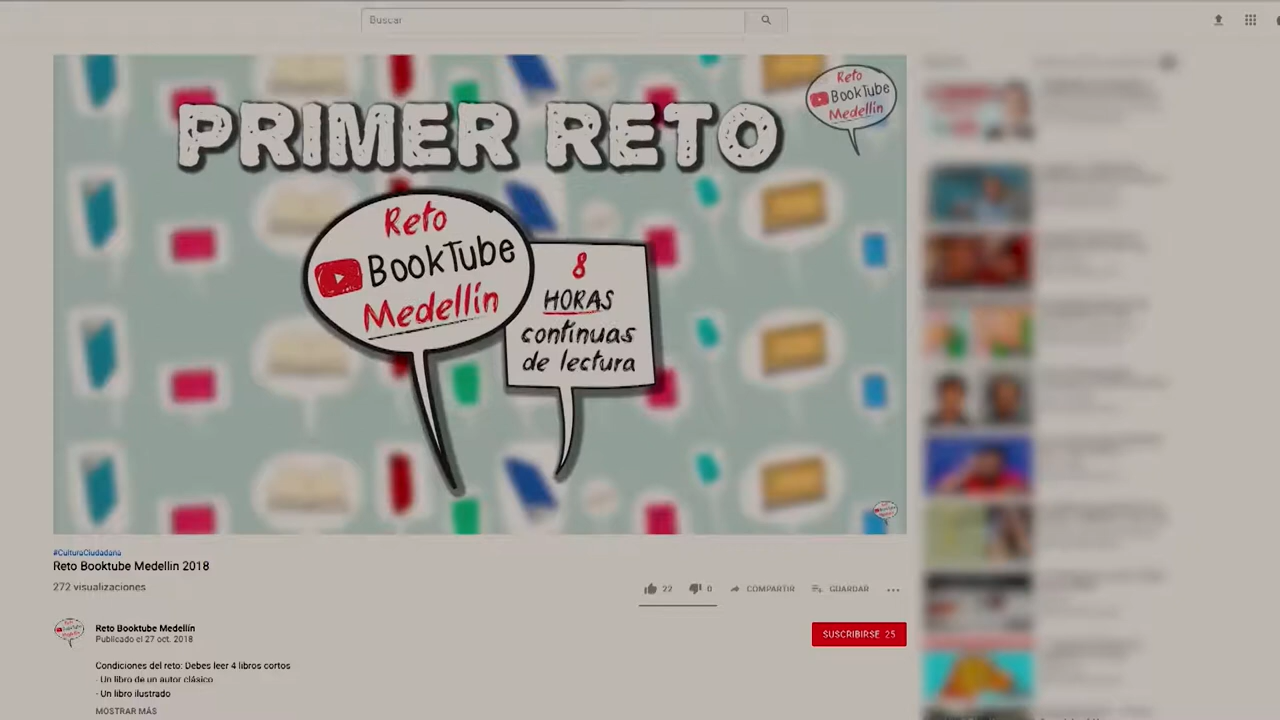 Buscar
PRIMER RETO
Reto
BookTube
Medellín
Reto
BookTube
Medellín
8
HORAS
continuas
de lectura
#CulturaCiudadana
Reto Booktube Medellin 2018
272 visualizaciones
22
0
COMPARTIR
GUARDAR
Reto Booktube Medellín
Publicado el 27 oct. 2018
SUSCRIBIRSE 25
Condiciones del reto: Debes leer 4 libros cortos
- Un libro de un autor clásico
- Un libro ilustrado
MOSTRAR MÁS